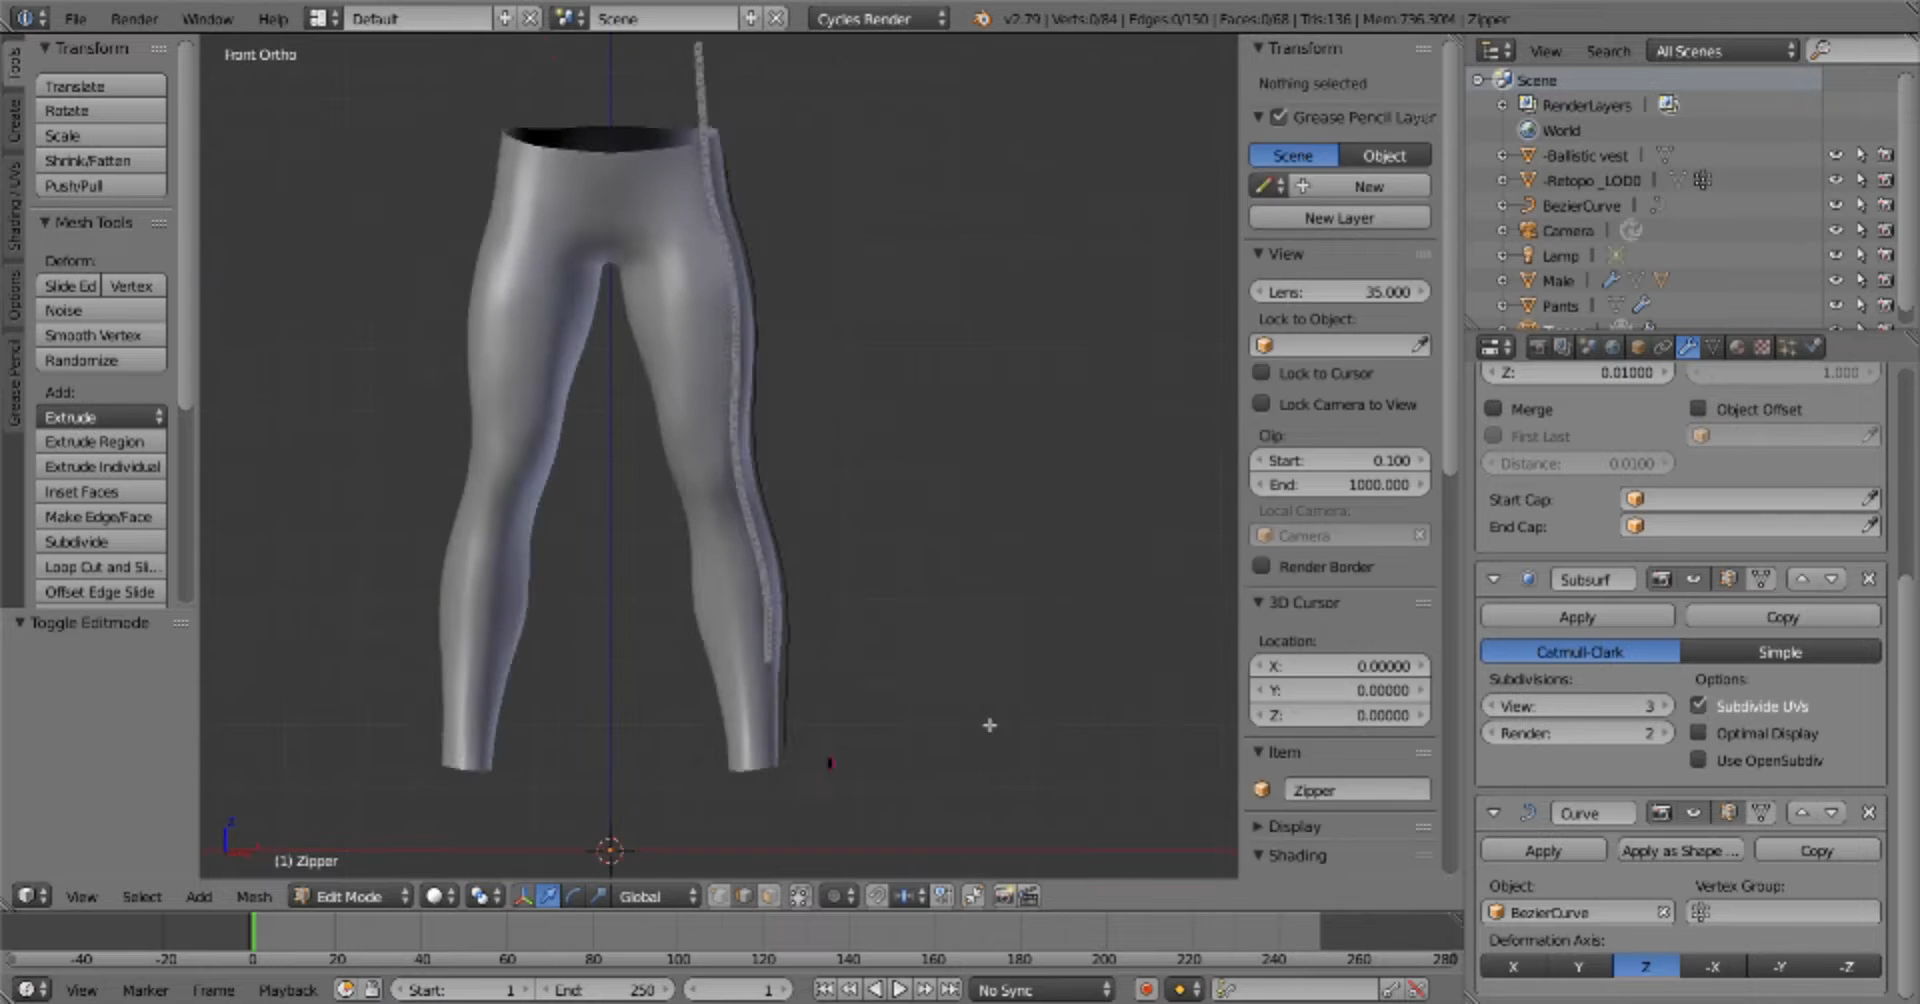 File Render Window Help Default Scene Cycles Render v2.79 | Verts:0/84 | Edges:0/150 | Faces:0/68 | Tris:136 | Mem:736.30M | Zipper
Tools
Create
Shading / UVs
Options
Grease Pencil
Transform
Translate
Rotate
Scale
Shrink/Fatten
Push/Pull
Mesh Tools
Deform:
Slide Ed Vertex
Noise
Smooth Vertex
Randomize
Add:
Extrude
Extrude Region
Extrude Individual
Inset Faces
Make Edge/Face
Subdivide
Loop Cut and Sli...
Offset Edge Slide
Toggle Editmode
Front Ortho
z
(1) Zipper
Transform
Nothing selected
Grease Pencil Layer
Scene Object
New
New Layer
View
Lens: 35.000
Lock to Object:
Lock to Cursor
Lock Camera to View
Clip:
Start: 0.100
End: 1000.000
Local Camera:
Camera
Render Border
3D Cursor
Location:
X: 0.00000
Y: 0.00000
Z: 0.00000
Item
Zipper
Display
Shading
View Search All Scenes
Scene
RenderLayers |
World
-Ballistic vest |
-Retopo _LOD0 |
BezierCurve |
Camera |
Lamp |
Male |
Pants |
Z: 0.01000 1.000
Merge Object Offset
First Last
Distance: 0.0100
Start Cap:
End Cap:
Subsurf
Apply Copy
Catmull-Clark Simple
Subdivisions: Options:
View: 3 Subdivide UVs
Render: 2 Optimal Display
Use OpenSubdiv
Curve
Apply Apply as Shape ... Copy
Object: Vertex Group:
BezierCurve
Deformation Axis:
X Y Z -X -Y -Z
View Select Add Mesh Edit Mode Global
-40 -20 0 20 40 60 80 100 120 140 160 180 200 220 240 260 280
View Marker Frame Playback Start: 1 End: 250 1 No Sync